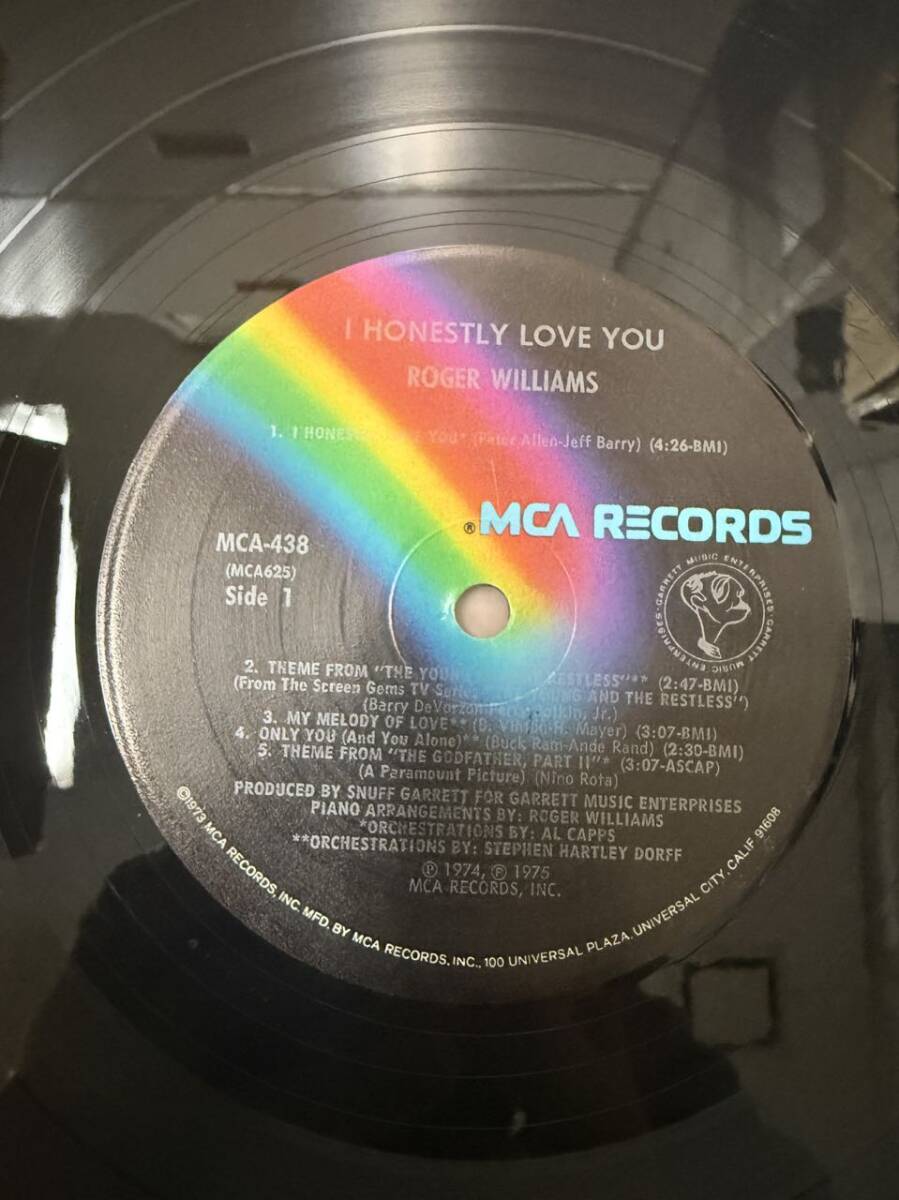 I HONESTLY LOVE YOU
ROGER WILLIAMS
1. I HONESTLY LOVE YOU* (Peter Allen-Jeff Barry) (4:26-BMI)
® MCA RECORDS
MCA-438
(MCA625)
Side 1
GARRETT MUSIC ENTERPRISES · GARRETT MUSIC ENTERPRISES ·
2. THEME FROM "THE YOUNG RESTLESS"** (2:47-BMI)
(From The Screen Gems TV Series YOUNG AND THE RESTLESS")
(Barry DeVorzon Jr.)
3. MY MELODY OF LOVE** (B. Mayer) (3:07-BMI)
4. ONLY YOU (And You Alone)** (Buck Ram-Ande Rand) (2:30-BMI)
5. THEME FROM "THE GODFATHER, PART II"* (3:07-ASCAP)
(A Paramount Picture) (Nino Rota)
PRODUCED BY SNUFF GARRETT FOR GARRETT MUSIC ENTERPRISES
PIANO ARRANGEMENTS BY: ROGER WILLIAMS
*ORCHESTRATIONS BY: AL CAPPS
**ORCHESTRATIONS BY: STEPHEN HARTLEY DORFF
Ⓟ 1974, Ⓟ 1975
MCA RECORDS, INC.
©1973 MCA RECORDS, INC. MFD. BY MCA RECORDS, INC., 100 UNIVERSAL PLAZA, UNIVERSAL CITY, CALIF. 91608